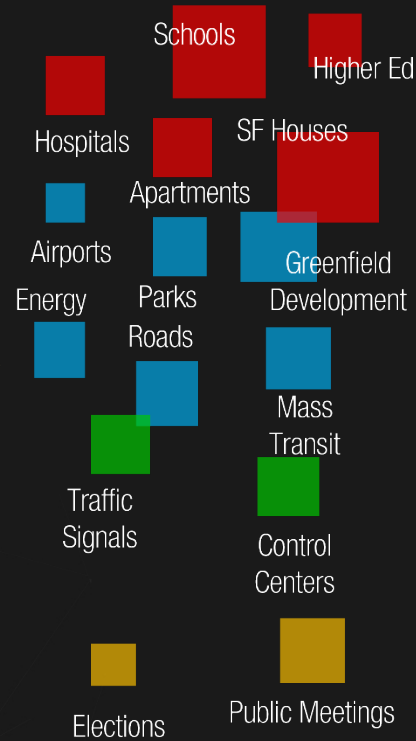 Schools
Higher Ed
Hospitals
SF Houses
Apartments
Airports
Greenfield
Development
Energy
Parks
Roads
Mass
Transit
Traffic
Signals
Control
Centers
Elections
Public Meetings